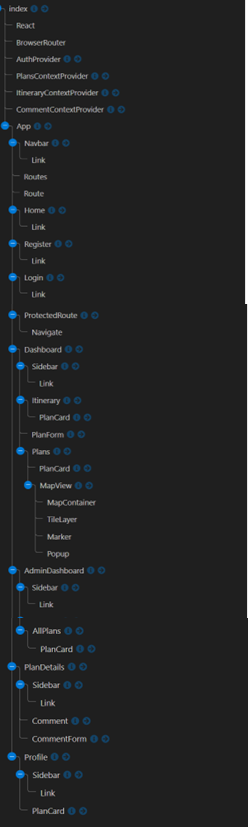 index
React
BrowserRouter
AuthProvider
PlansContextProvider
ItineraryContextProvider
CommentContextProvider
App
Navbar
Link
Routes
Route
Home
Link
Register
Link
Login
Link
ProtectedRoute
Navigate
Dashboard
Sidebar
Link
Itinerary
PlanCard
PlanForm
Plans
PlanCard
MapView
MapContainer
TileLayer
Marker
Popup
AdminDashboard
Sidebar
Link
AllPlans
PlanCard
PlanDetails
Sidebar
Link
Comment
CommentForm
Profile
Sidebar
Link
PlanCard